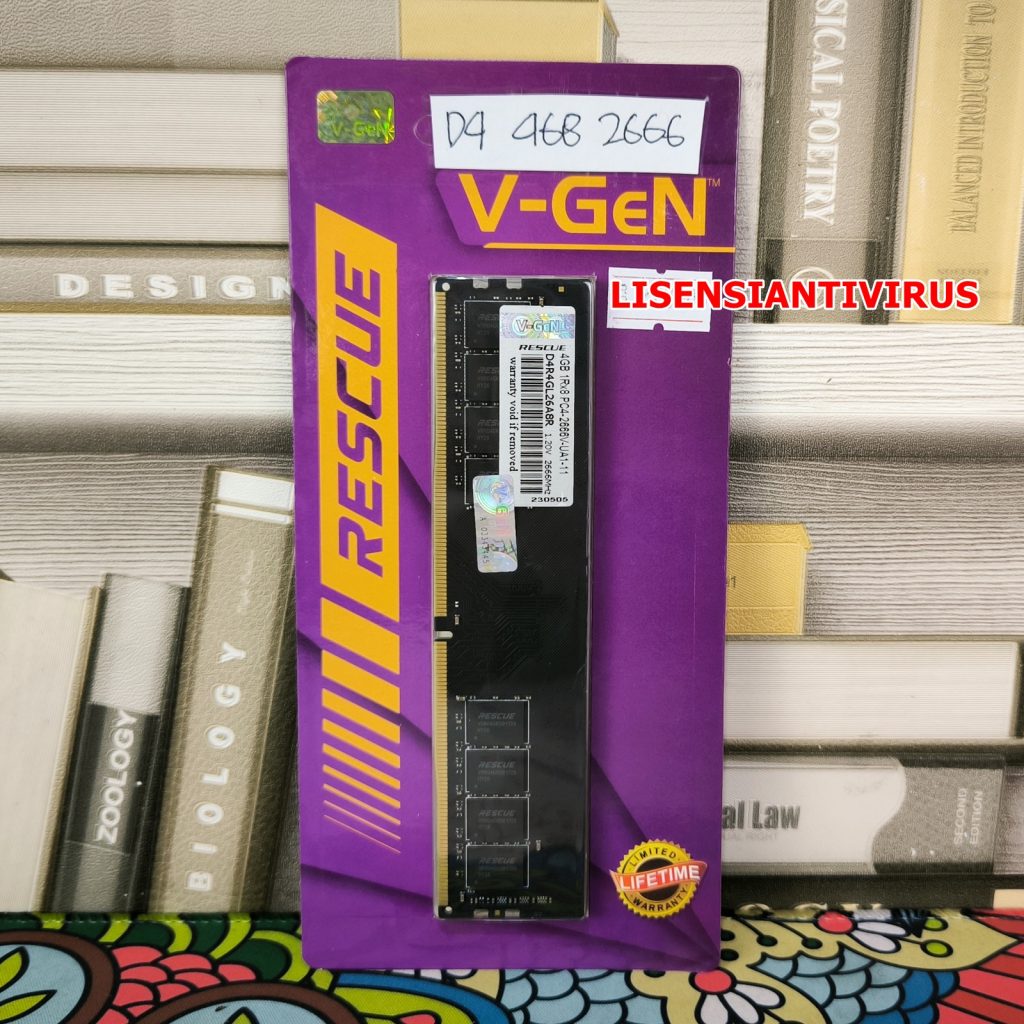 V-GeN
D4 4GB 2666
V-GeN™
RESCUE
LISENSIANTIVIRUS
V-GeN
RESCUE
4GB 1Rx8 PC4-2666V-UA1-11
D4R4GL26A8R 1.20V 2666MHz
warranty void if removed
230505
RESCUE
RESCUE
RESCUE
RESCUE
LIMITED
LIFETIME
WARRANTY
DESIGN
SICAL POETRY
BALANCED INTRODUCTION TO
ZOOLOGY
BIOLOGY
al Law
SECOND
EDITION